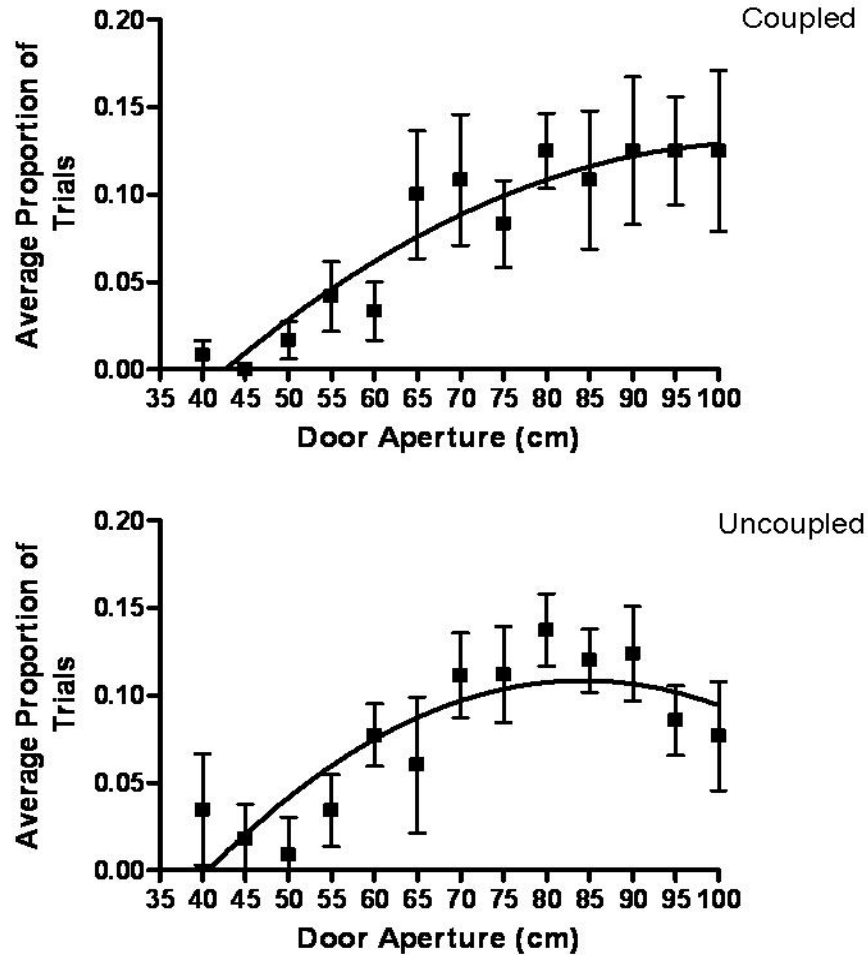 Coupled
0.20
0.15
0.10
0.05
0.00
Average Proportion of
Trials
35 40 45 50 55 60 65 70 75 80 85 90 95 100
Door Aperture (cm)
Uncoupled
0.20
0.15
0.10
0.05
0.00
Average Proportion of
Trials
35 40 45 50 55 60 65 70 75 80 85 90 95 100
Door Aperture (cm)